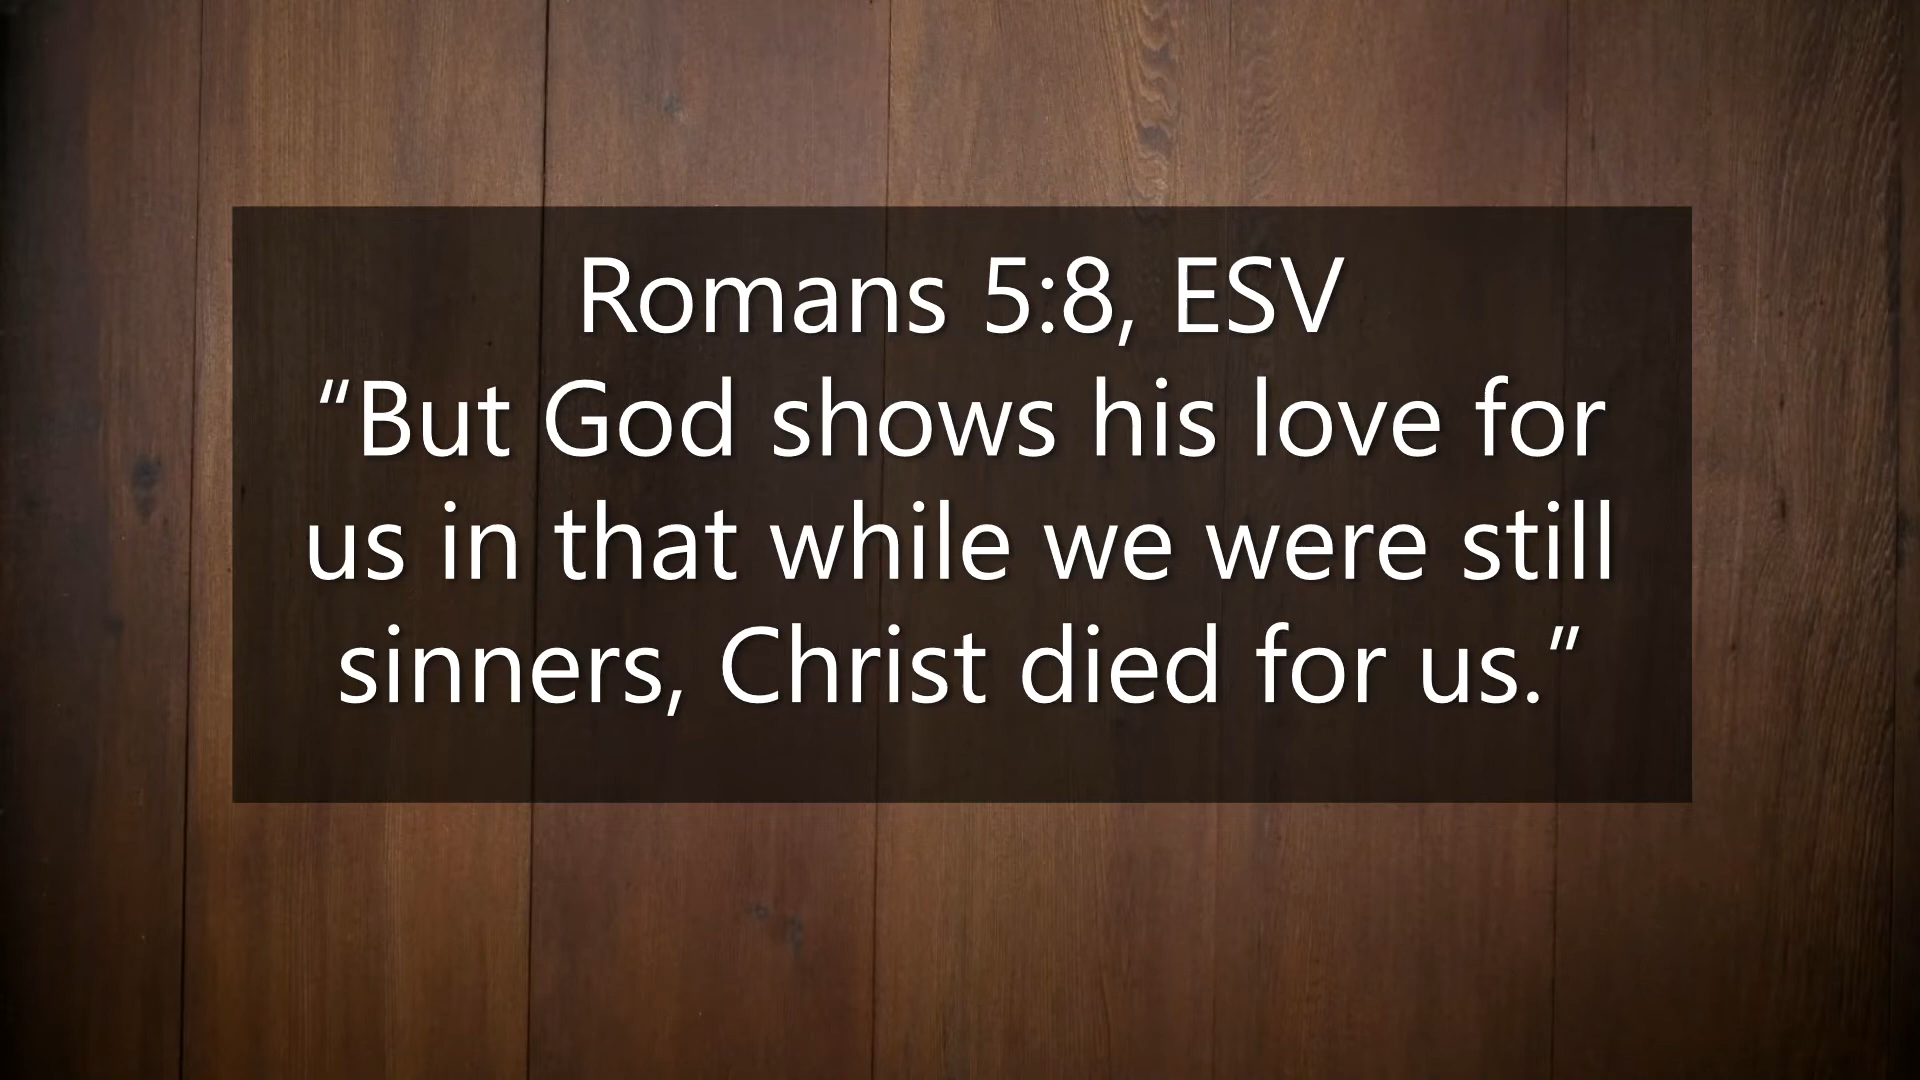 Romans 5:8, ESV
“But God shows his love for
us in that while we were still
sinners, Christ died for us.”